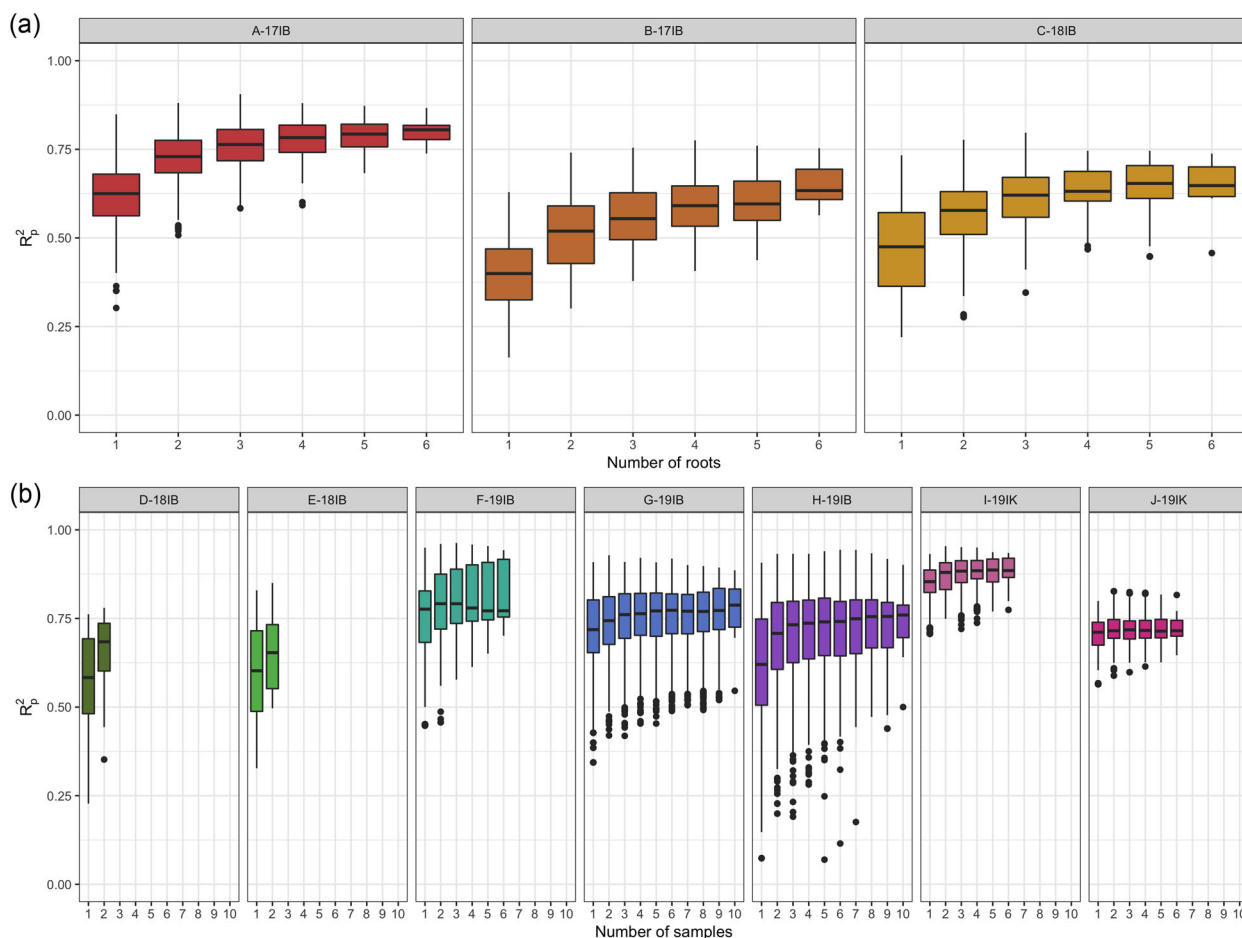 (a)
A-17IB B-17IB C-18IB
1.00
0.75
0.50
0.25
0.00
R²p
1 2 3 4 5 6 1 2 3 4 5 6 1 2 3 4 5 6
Number of roots
(b)
D-18IB E-18IB F-19IB G-19IB H-19IB I-19IK J-19IK
1.00
0.75
0.50
0.25
0.00
R²p
1 2 3 4 5 6 7 8 9 10 1 2 3 4 5 6 7 8 9 10 1 2 3 4 5 6 7 8 9 10 1 2 3 4 5 6 7 8 9 10 1 2 3 4 5 6 7 8 9 10 1 2 3 4 5 6 7 8 9 10 1 2 3 4 5 6 7 8 9 10
Number of samples